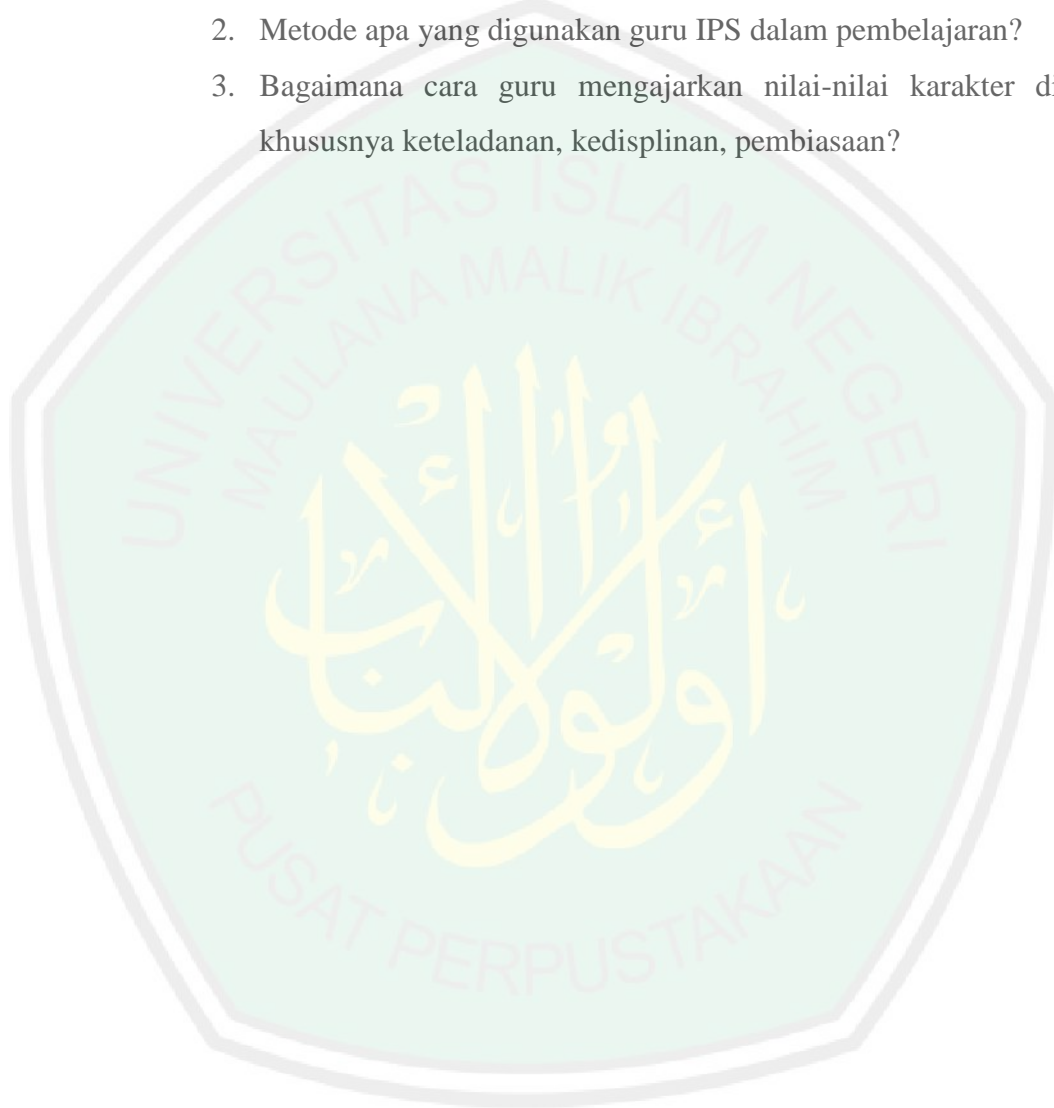 2. Metode apa yang digunakan guru IPS dalam pembelajaran?
3. Bagaimana cara guru mengajarkan nilai-nilai karakter di
khususnya keteladanan, kedisplinan, pembiasaan?
UNIVERSITAS ISLAM NEGERI
MAULANA MALIK IBRAHIM
PUSAT PERPUSTAKAAN